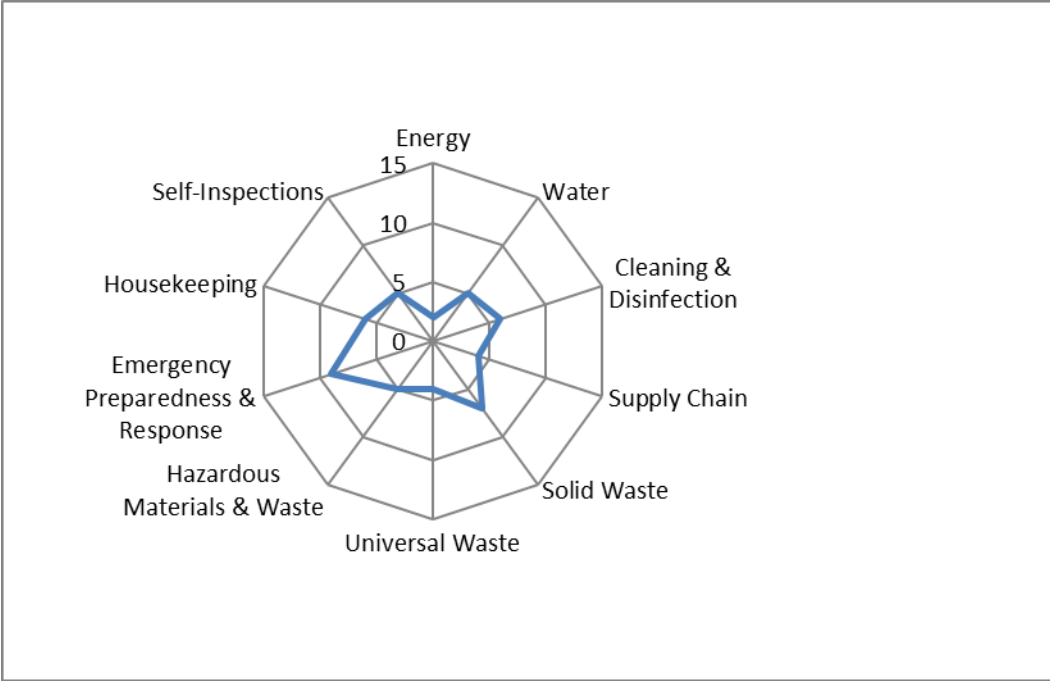 Energy
15
Self-Inspections
Water
10
Cleaning &
Disinfection
Housekeeping
5
0
Emergency
Preparedness &
Response
Supply Chain
Hazardous
Materials & Waste
Solid Waste
Universal Waste